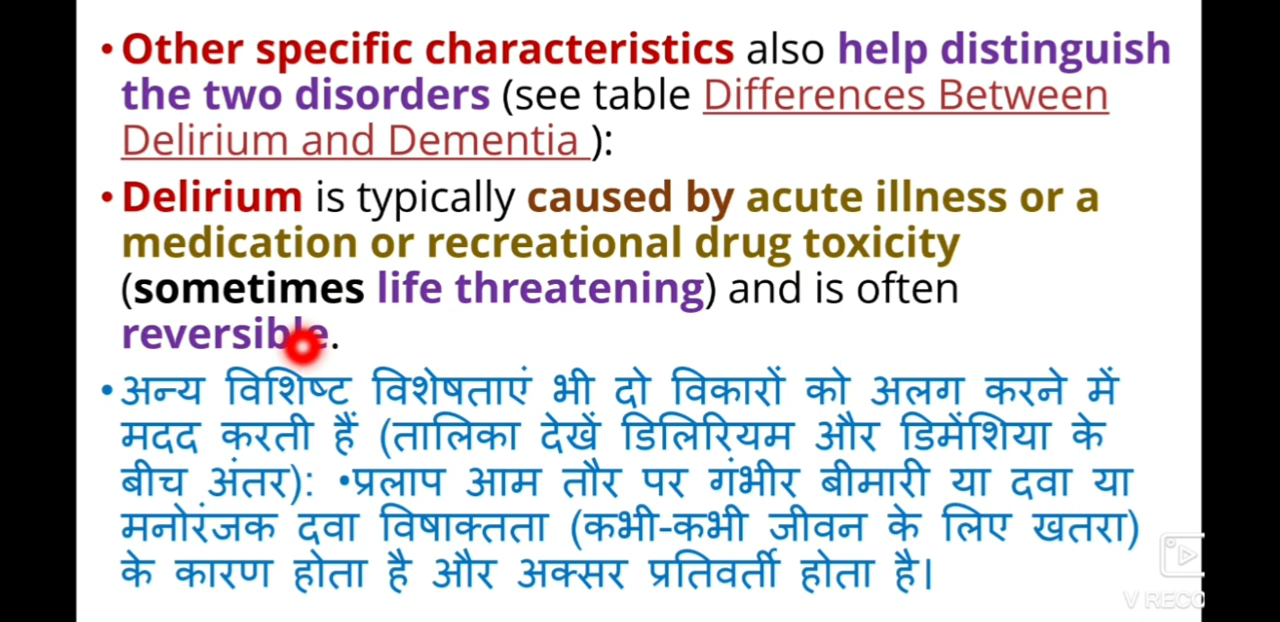 •Other specific characteristics also help distinguish
the two disorders (see table Differences Between
Delirium and Dementia ):
•Delirium is typically caused by acute illness or a
medication or recreational drug toxicity
(sometimes life threatening) and is often
reversible.
•अन्य विशिष्ट विशेषताएं भी दो विकारों को अलग करने में
मदद करती हैं (तालिका देखें डिलिरियम और डिमेंशिया के
बीच अंतर): •प्रलाप आम तौर पर गंभीर बीमारी या दवा या
मनोरंजक दवा विषाक्तता (कभी-कभी जीवन के लिए खतरा)
के कारण होता है और अक्सर प्रतिवर्ती होता है।
V RECO